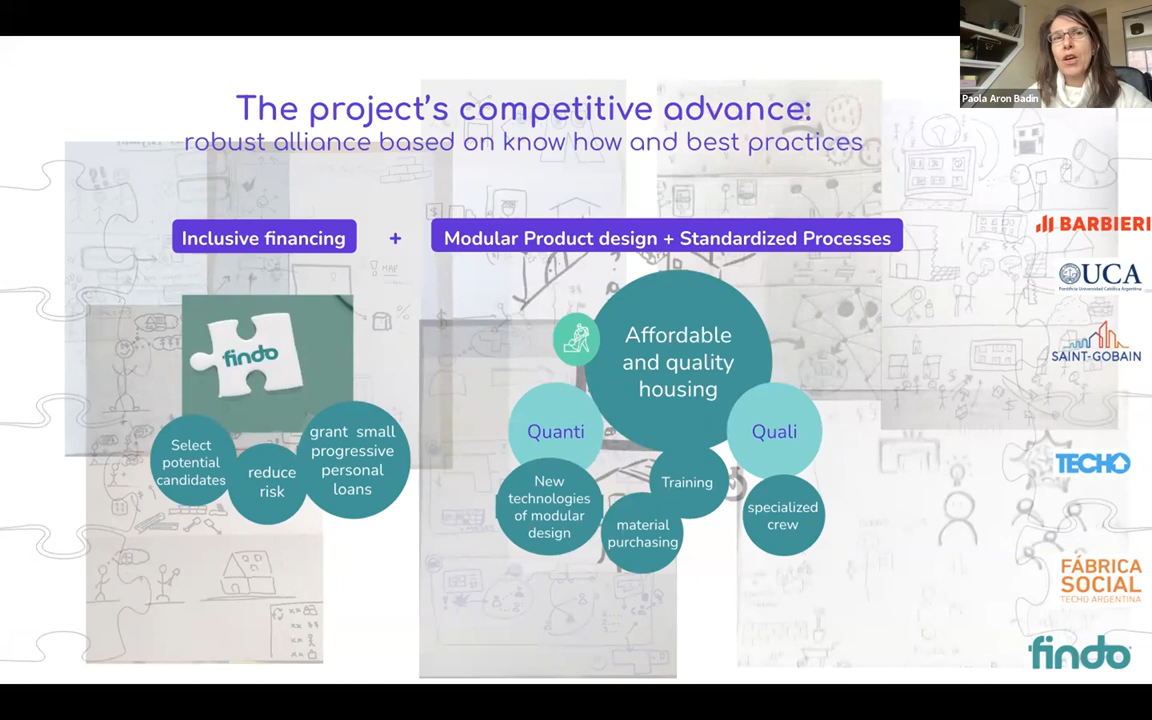 Paola Aron Badin
The project's competitive advance:
robust alliance based on know how and best practices
Inclusive financing
+
Modular Product design + Standardized Processes
findo
Select
potential
candidates
reduce
risk
grant small
progressive
personal
loans
Affordable
and quality
housing
Quanti
Quali
New
technologies
of modular
design
material
purchasing
Training
specialized
crew
BARBIERI
UCA
Pontificia Universidad Católica Argentina
SAINT-GOBAIN
TECHO
FÁBRICA
SOCIAL
TECHO ARGENTINA
findo